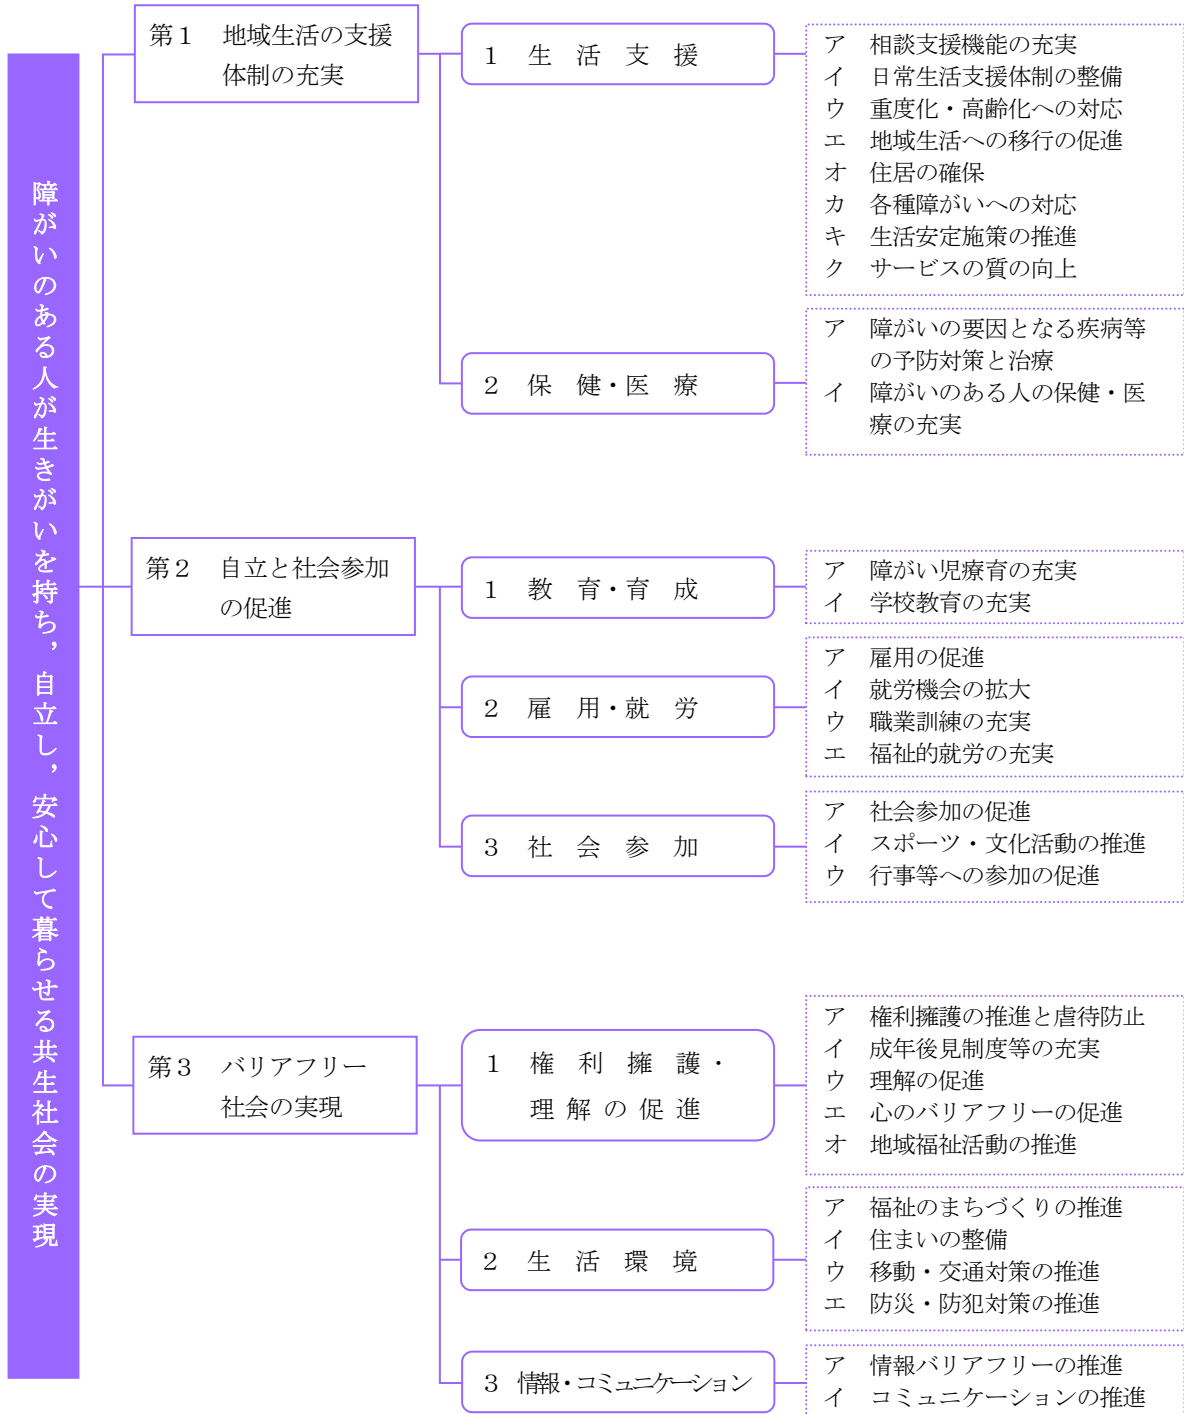 障がいのある人が生きがいを持ち，自立し，安心して暮らせる共生社会の実現
第１　地域生活の支援
体制の充実
１　生　活　支　援
ア　相談支援機能の充実
イ　日常生活支援体制の整備
ウ　重度化・高齢化への対応
エ　地域生活への移行の促進
オ　住居の確保
カ　各種障がいへの対応
キ　生活安定施策の推進
ク　サービスの質の向上
２　保　健・医　療
ア　障がいの要因となる疾病等
の予防対策と治療
イ　障がいのある人の保健・医
療の充実
第２　自立と社会参加
の促進
１　教　育・育　成
ア　障がい児療育の充実
イ　学校教育の充実
２　雇　用・就　労
ア　雇用の促進
イ　就労機会の拡大
ウ　職業訓練の充実
エ　福祉的就労の充実
３　社　会　参　加
ア　社会参加の促進
イ　スポーツ・文化活動の推進
ウ　行事等への参加の促進
第３　バリアフリー
社会の実現
１　権　利　擁　護・
理 解 の 促 進
ア　権利擁護の推進と虐待防止
イ　成年後見制度等の充実
ウ　理解の促進
エ　心のバリアフリーの促進
オ　地域福祉活動の推進
２　生　活　環　境
ア　福祉のまちづくりの推進
イ　住まいの整備
ウ　移動・交通対策の推進
エ　防災・防犯対策の推進
３　情報・コミュニケーション
ア　情報バリアフリーの推進
イ　コミュニケーションの推進